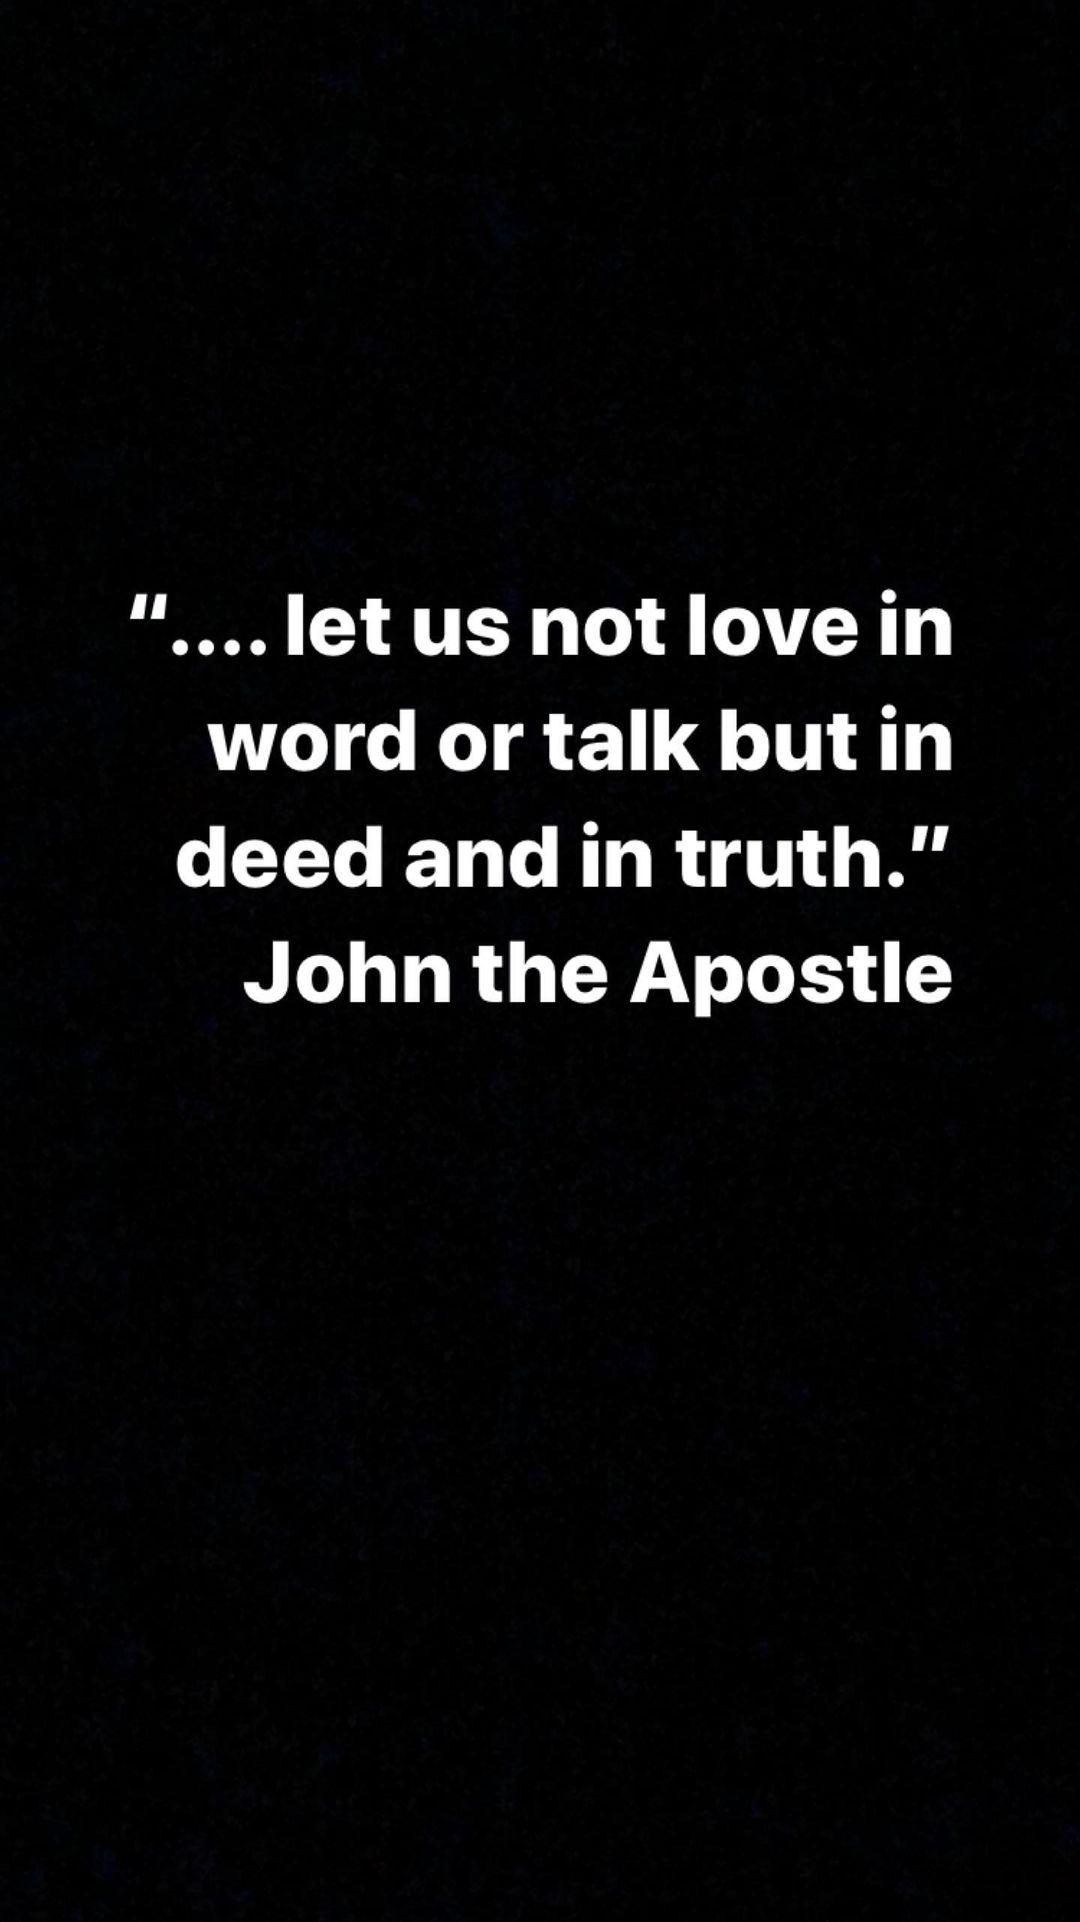 “.... let us not love in
word or talk but in
deed and in truth.”
John the Apostle